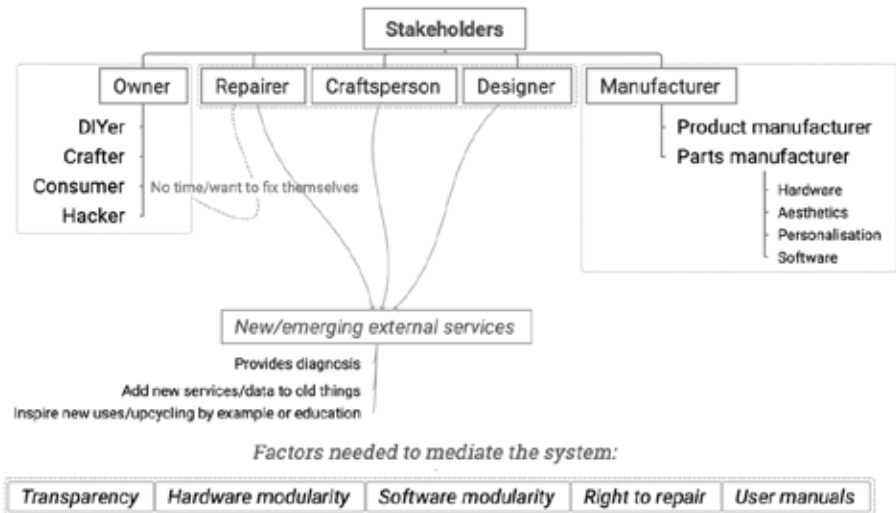 Stakeholders
Owner
Repairer
Craftsperson
Designer
Manufacturer
DIYer
Crafter
Consumer
Hacker
No time/want to fix themselves
Product manufacturer
Parts manufacturer
Hardware
Aesthetics
Personalisation
Software
New/emerging external services
Provides diagnosis
Add new services/data to old things
Inspire new uses/upcycling by example or education
Factors needed to mediate the system:
Transparency
Hardware modularity
Software modularity
Right to repair
User manuals